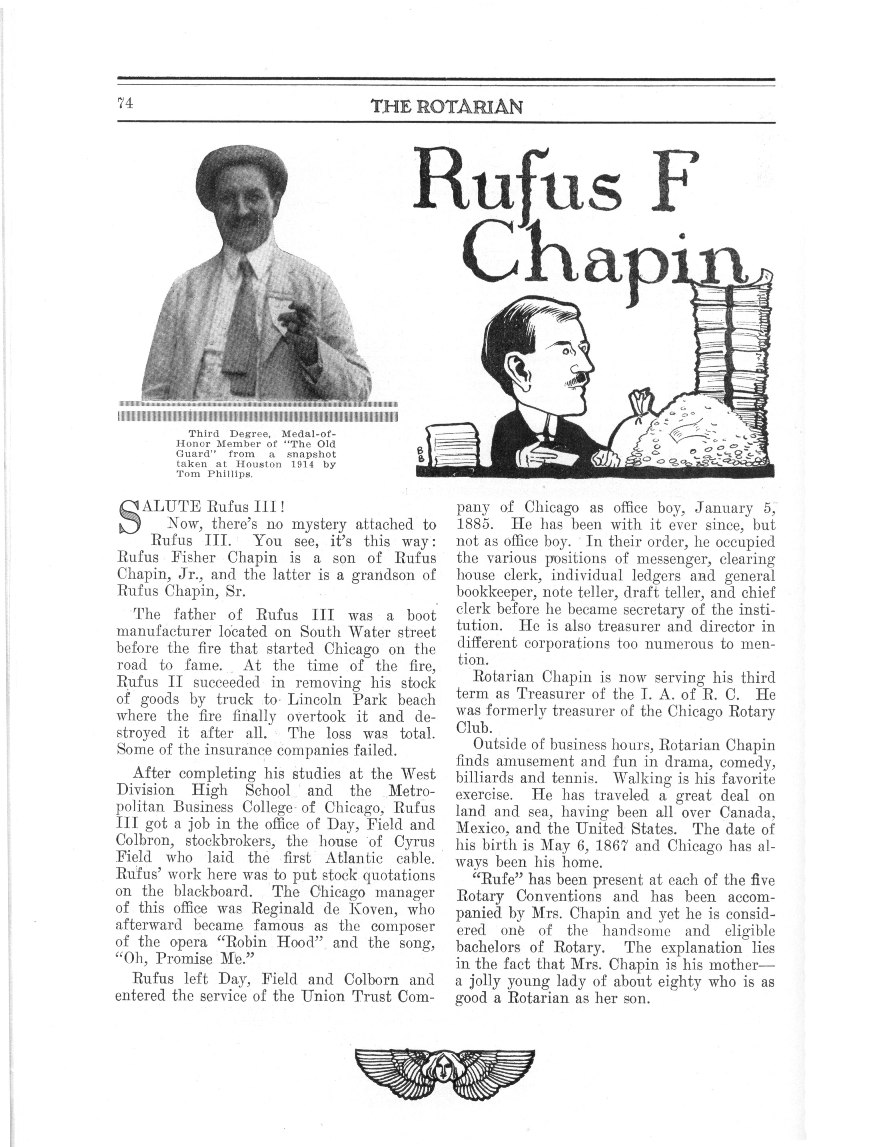 74
THE ROTARIAN
Rufus F
Chapin
Third Degree, Medal-of-
Honor Member of "The Old
Guard" from a snapshot
taken at Houston 1914 by
Tom Phillips.
B
B
SALUTE Rufus III!
Now, there's no mystery attached to
Rufus III. You see, it's this way:
Rufus Fisher Chapin is a son of Rufus
Chapin, Jr., and the latter is a grandson of
Rufus Chapin, Sr.
The father of Rufus III was a boot
manufacturer located on South Water street
before the fire that started Chicago on the
road to fame. At the time of the fire,
Rufus II succeeded in removing his stock
of goods by truck to Lincoln Park beach
where the fire finally overtook it and de-
stroyed it after all. The loss was total.
Some of the insurance companies failed.
After completing his studies at the West
Division High School and the Metro-
politan Business College of Chicago, Rufus
III got a job in the office of Day, Field and
Colbron, stockbrokers, the house of Cyrus
Field who laid the first Atlantic cable.
Rufus' work here was to put stock quotations
on the blackboard. The Chicago manager
of this office was Reginald de Koven, who
afterward became famous as the composer
of the opera "Robin Hood" and the song,
"Oh, Promise Me."
Rufus left Day, Field and Colborn and
entered the service of the Union Trust Com-
pany of Chicago as office boy, January 5,
1885. He has been with it ever since, but
not as office boy. In their order, he occupied
the various positions of messenger, clearing
house clerk, individual ledgers and general
bookkeeper, note teller, draft teller, and chief
clerk before he became secretary of the insti-
tution. He is also treasurer and director in
different corporations too numerous to men-
tion.
Rotarian Chapin is now serving his third
term as Treasurer of the I. A. of R. C. He
was formerly treasurer of the Chicago Rotary
Club.
Outside of business hours, Rotarian Chapin
finds amusement and fun in drama, comedy,
billiards and tennis. Walking is his favorite
exercise. He has traveled a great deal on
land and sea, having been all over Canada,
Mexico, and the United States. The date of
his birth is May 6, 1867 and Chicago has al-
ways been his home.
"Rufe" has been present at each of the five
Rotary Conventions and has been accom-
panied by Mrs. Chapin and yet he is consid-
ered one of the handsome and eligible
bachelors of Rotary. The explanation lies
in the fact that Mrs. Chapin is his mother—
a jolly young lady of about eighty who is as
good a Rotarian as her son.